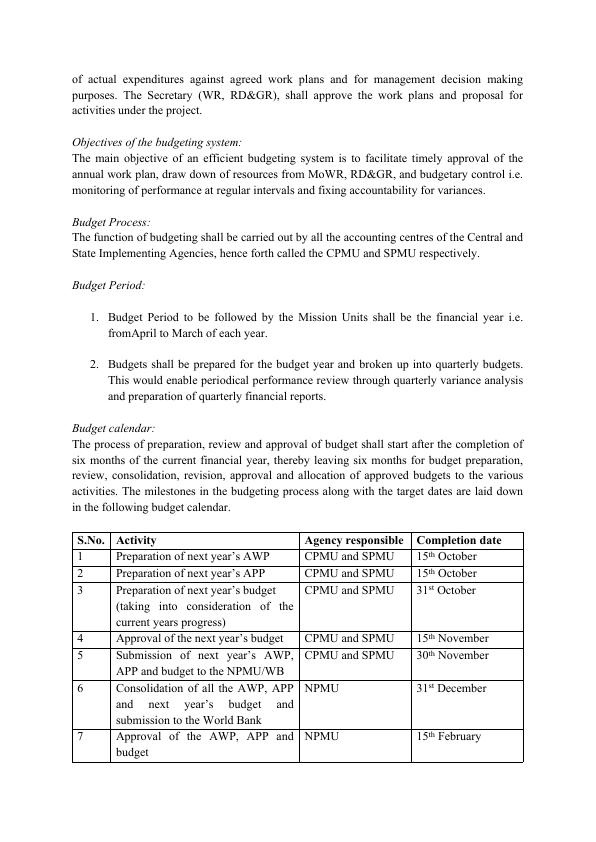 of actual expenditures against agreed work plans and for management decision making
purposes. The Secretary (WR, RD&GR), shall approve the work plans and proposal for
activities under the project.
Objectives of the budgeting system:
The main objective of an efficient budgeting system is to facilitate timely approval of the
annual work plan, draw down of resources from MoWR, RD&GR, and budgetary control i.e.
monitoring of performance at regular intervals and fixing accountability for variances.
Budget Process:
The function of budgeting shall be carried out by all the accounting centres of the Central and
State Implementing Agencies, hence forth called the CPMU and SPMU respectively.
Budget Period:
1. Budget Period to be followed by the Mission Units shall be the financial year i.e.
fromApril to March of each year.
2. Budgets shall be prepared for the budget year and broken up into quarterly budgets.
This would enable periodical performance review through quarterly variance analysis
and preparation of quarterly financial reports.
Budget calendar:
The process of preparation, review and approval of budget shall start after the completion of
six months of the current financial year, thereby leaving six months for budget preparation,
review, consolidation, revision, approval and allocation of approved budgets to the various
activities. The milestones in the budgeting process along with the target dates are laid down
in the following budget calendar.
S.No. Activity Agency responsible Completion date
1 Preparation of next year’s AWP CPMU and SPMU 15th October
2 Preparation of next year’s APP CPMU and SPMU 15th October
3 Preparation of next year’s budget CPMU and SPMU 31st October
(taking into consideration of the
current years progress)
4 Approval of the next year’s budget CPMU and SPMU 15th November
5 Submission of next year’s AWP, CPMU and SPMU 30th November
APP and budget to the NPMU/WB
6 Consolidation of all the AWP, APP NPMU 31st December
and next year’s budget and
submission to the World Bank
7 Approval of the AWP, APP and NPMU 15th February
budget